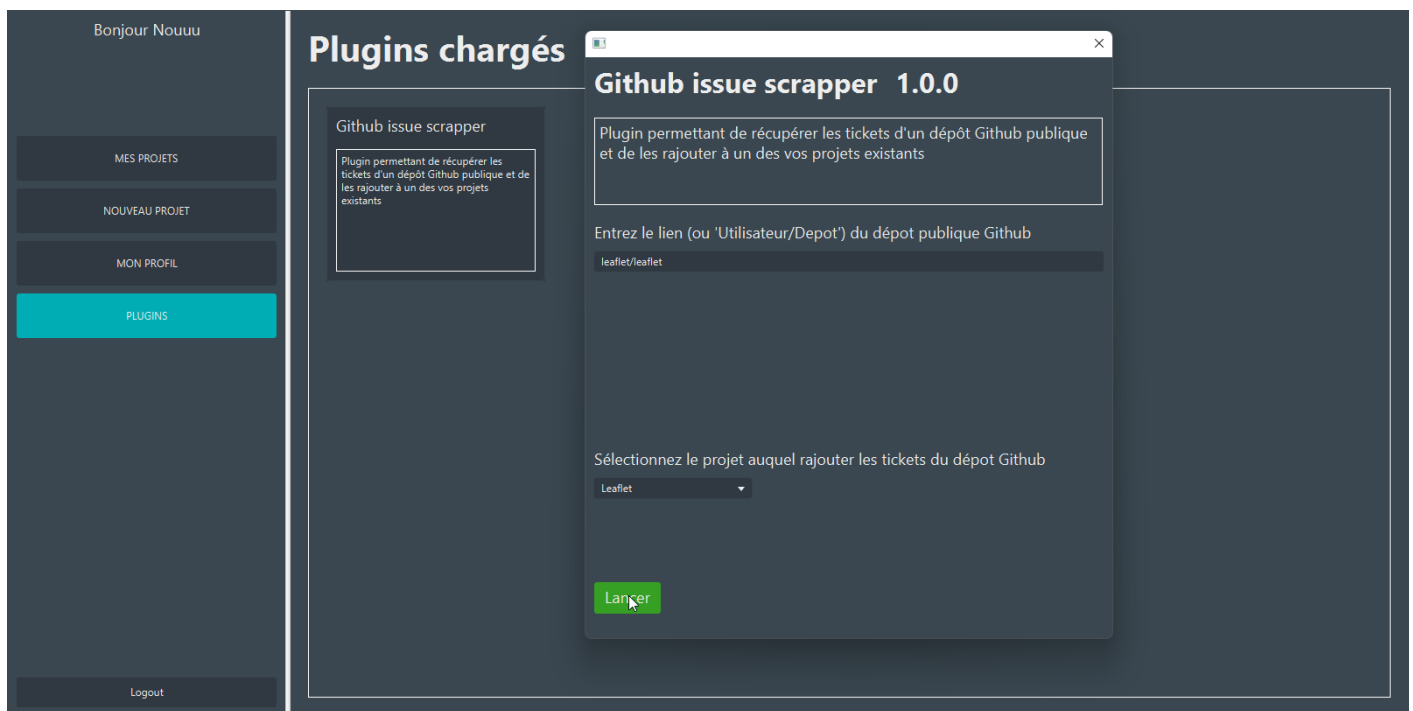 Bonjour Nouuu
MES PROJETS
NOUVEAU PROJET
MON PROFIL
PLUGINS
Logout
Plugins chargés
Github issue scrapper
Plugin permettant de récupérer les
tickets d'un dépôt Github publique et de
les rajouter à un des vos projets
existants
Github issue scrapper 1.0.0
Plugin permettant de récupérer les tickets d'un dépôt Github publique
et de les rajouter à un des vos projets existants
Entrez le lien (ou 'Utilisateur/Depot') du dépot publique Github
leaflet/leaflet
Sélectionnez le projet auquel rajouter les tickets du dépot Github
Leaflet
Lancer